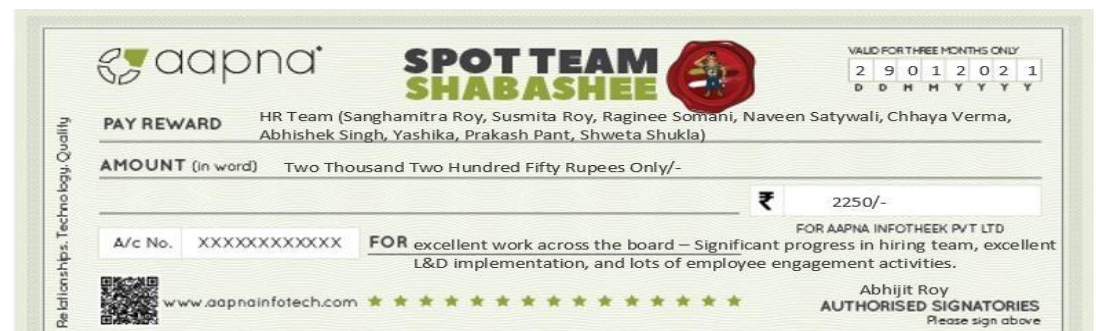 aapna
SPOT TEAM
SHABASHEE
VALID FOR THREE MONTHS ONLY
2 9 0 1 2 0 2 1
D D M M Y Y Y Y
PAY REWARD HR Team (Sanghamitra Roy, Susmita Roy, Raginee Somani, Naveen Satywali, Chhaya Verma,
Abhishek Singh, Yashika, Prakash Pant, Shweta Shukla)
AMOUNT (in word) Two Thousand Two Hundred Fifty Rupees Only/-
₹ 2250/-
FOR AAPNA INFOTHEEK PVT LTD
A/c No. XXXXXXXXXXXX FOR excellent work across the board – Significant progress in hiring team, excellent
L&D implementation, and lots of employee engagement activities.
www.aapnainfotech.com
Abhijit Roy
AUTHORISED SIGNATORIES
Please sign above
Relationships. Technology. Quality